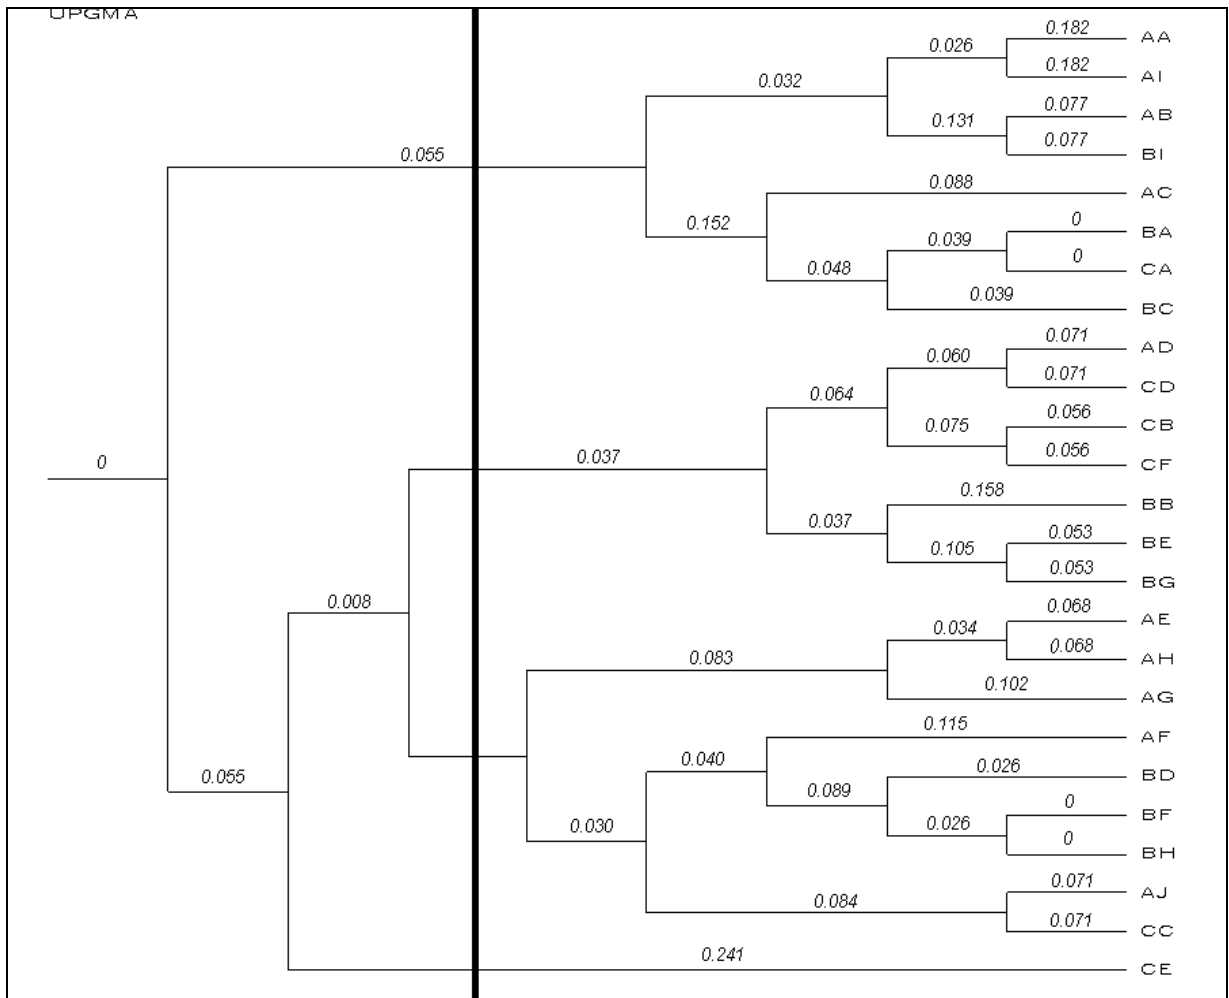 UPGMA
0.182 AA
0.026
0.182 AI
0.032
0.077 AB
0.131
0.077 BI
0.055
0.088 AC
0.152
0 BA
0.039
0 CA
0.048
0.039 BC
0.071 AD
0.060
0.071 CD
0.064
0.056 CB
0.075
0.056 CF
0
0.037
0.158 BB
0.037
0.053 BE
0.105
0.053 BG
0.008
0.068 AE
0.034
0.068 AH
0.083
0.102 AG
0.115 AF
0.040
0.055
0.026 BD
0.089
0 BF
0.026
0 BH
0.030
0.071 AJ
0.084
0.071 CC
0.241 CE